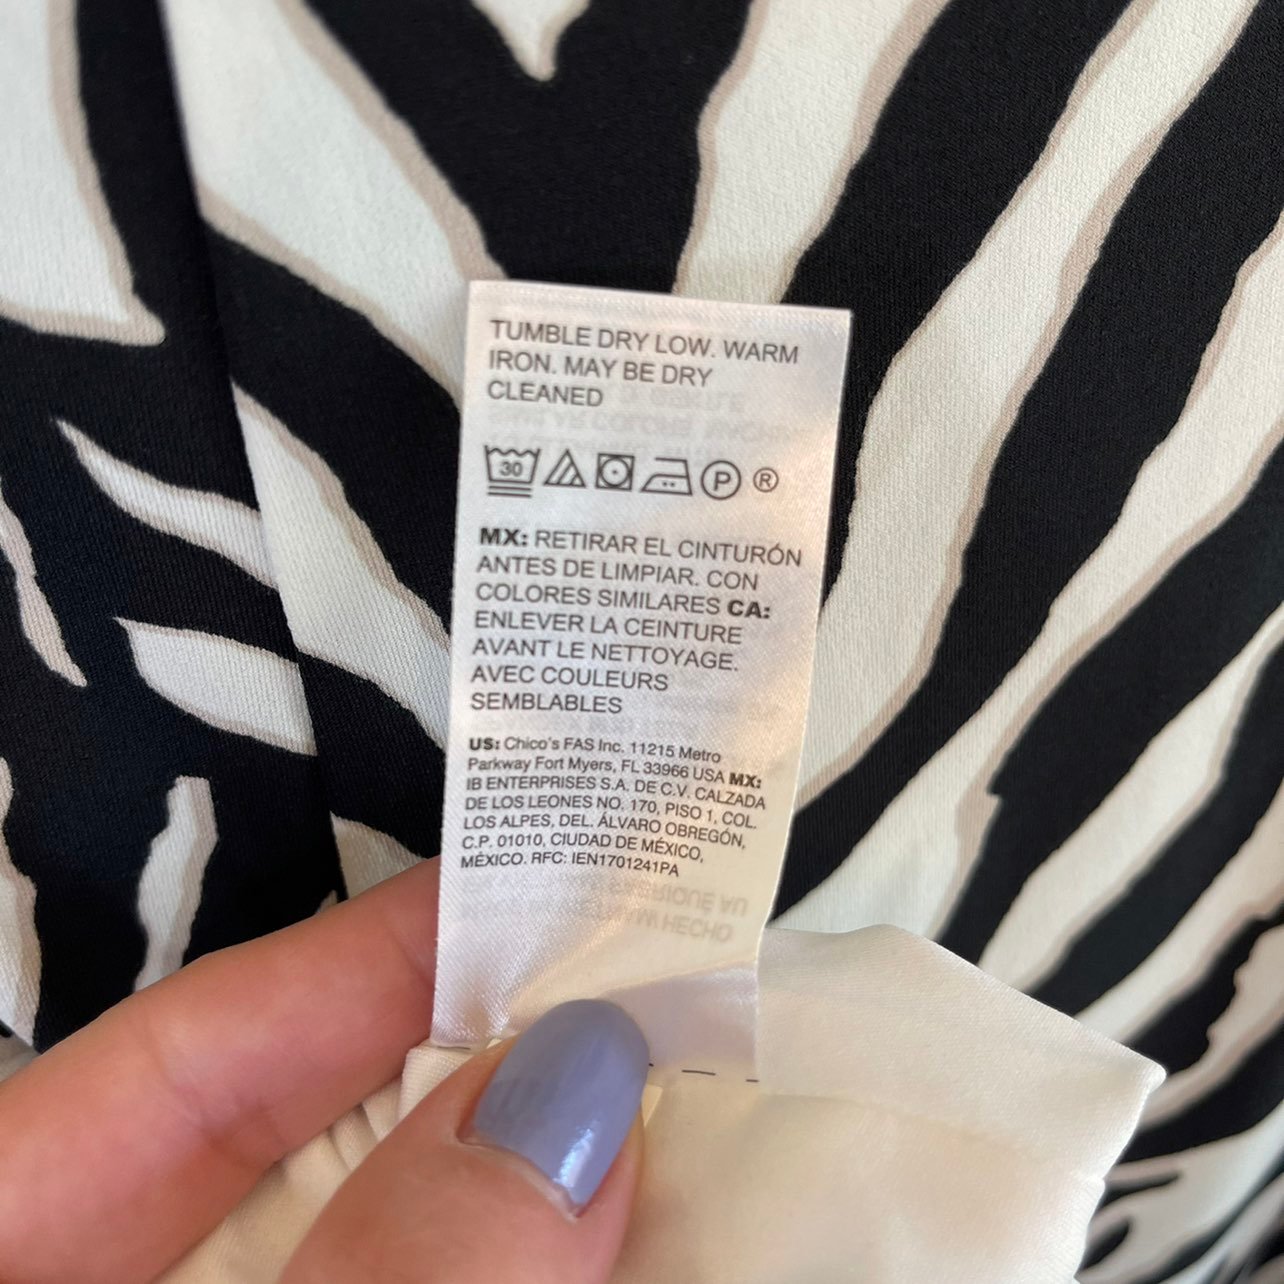 TUMBLE DRY LOW. WARM
IRON. MAY BE DRY
CLEANED
30 P ®
MX: RETIRAR EL CINTURÓN
ANTES DE LIMPIAR. CON
COLORES SIMILARES CA:
ENLEVER LA CEINTURE
AVANT LE NETTOYAGE.
AVEC COULEURS
SEMBLABLES
US: Chico's FAS Inc. 11215 Metro
Parkway Fort Myers, FL 33966 USA MX:
IB ENTERPRISES S.A. DE C.V. CALZADA
DE LOS LEONES NO. 170, PISO 1, COL.
LOS ALPES, DEL. ÁLVARO OBREGÓN,
C.P. 01010, CIUDAD DE MÉXICO,
MÉXICO. RFC: IEN1701241PA